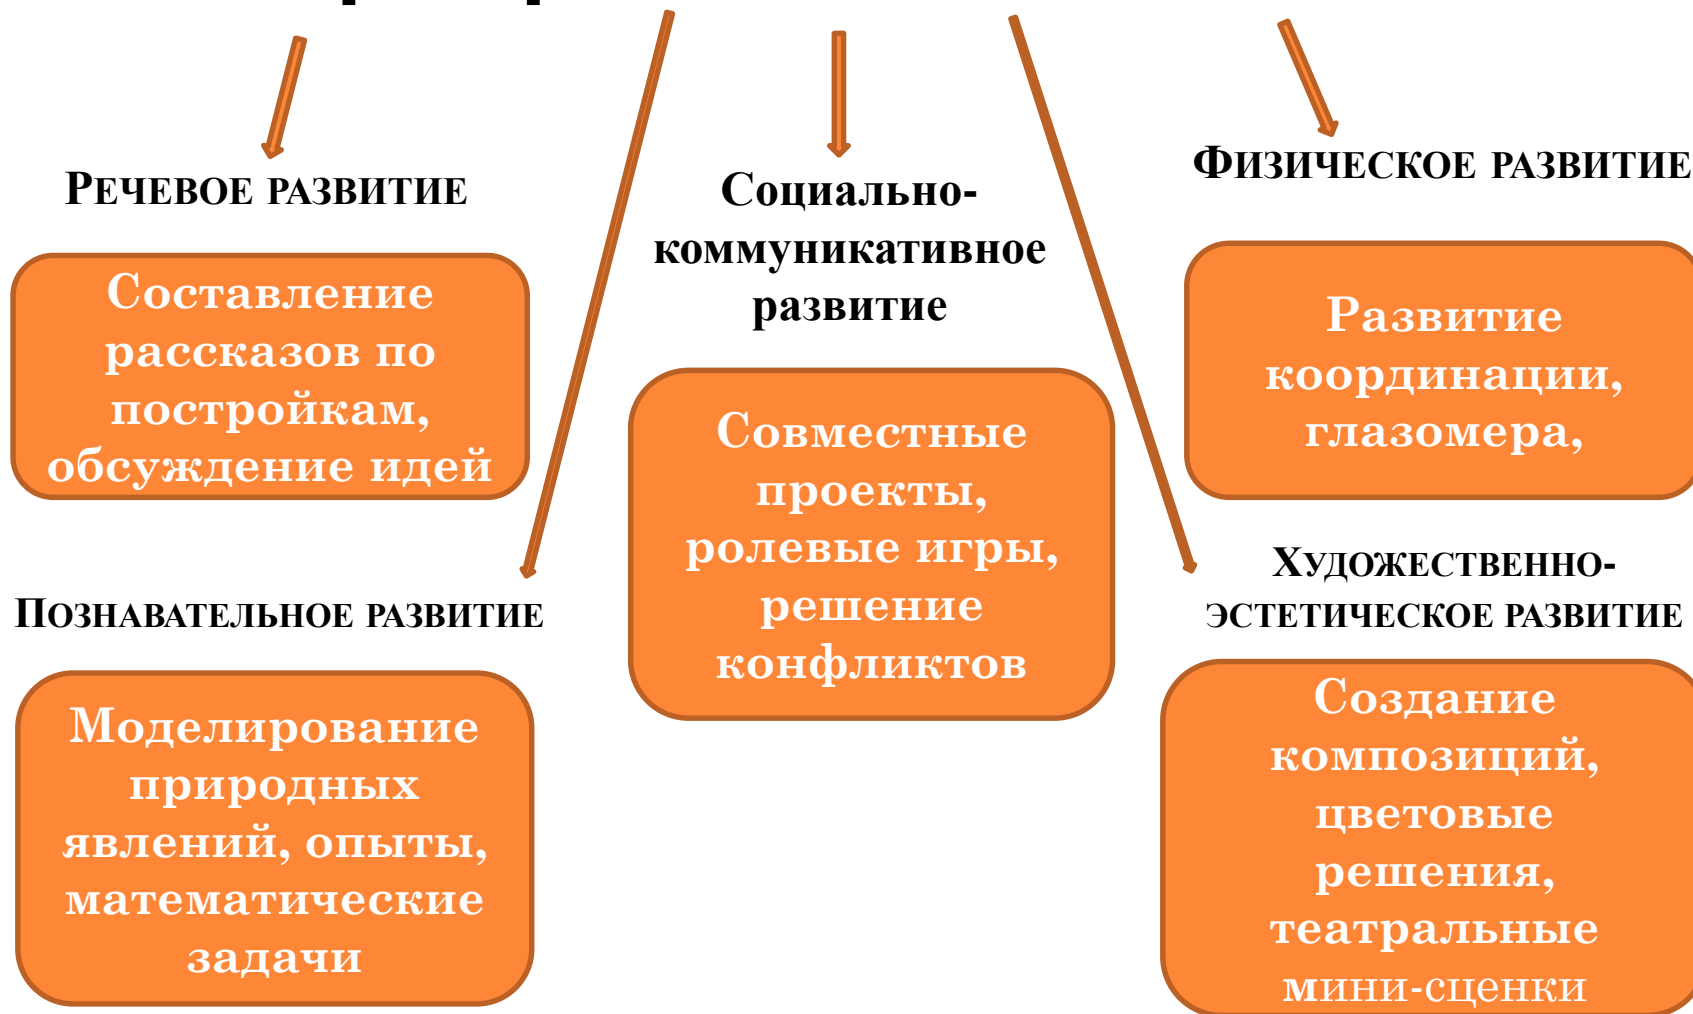 Речевое развитие
Составление
рассказов по
постройкам,
обсуждение идей
Познавательное развитие
Моделирование
природных
явлений, опыты,
математические
задачи
Социально-
коммуникативное
развитие
Совместные
проекты,
ролевые игры,
решение
конфликтов
Физическое развитие
Развитие
координации,
глазомера,
Художественно-
эстетическое развитие
Создание
композиций,
цветовые
решения,
театральные
мини-сценки